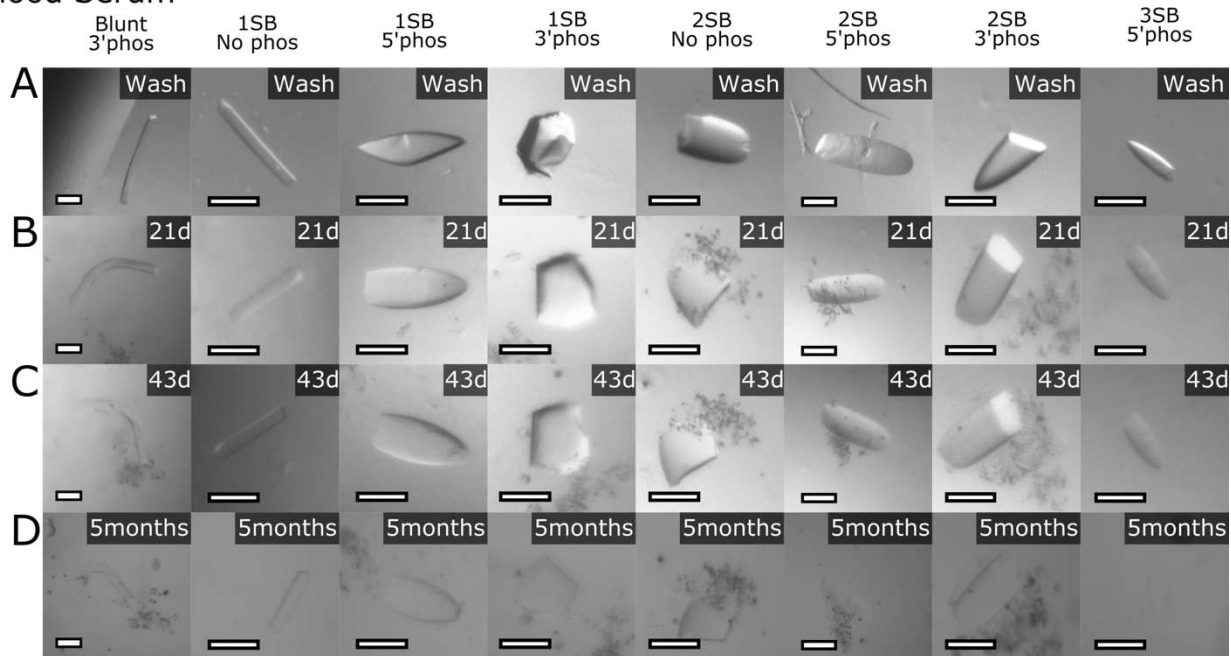 Blunt 1SB 1SB 1SB 2SB 2SB 2SB 3SB
3'phos No phos 5'phos 3'phos No phos 5'phos 3'phos 5'phos
A Wash Wash Wash Wash Wash Wash Wash Wash
B 21d 21d 21d 21d 21d 21d 21d 21d
C 43d 43d 43d 43d 43d 43d 43d 43d
D 5months 5months 5months 5months 5months 5months 5months 5months